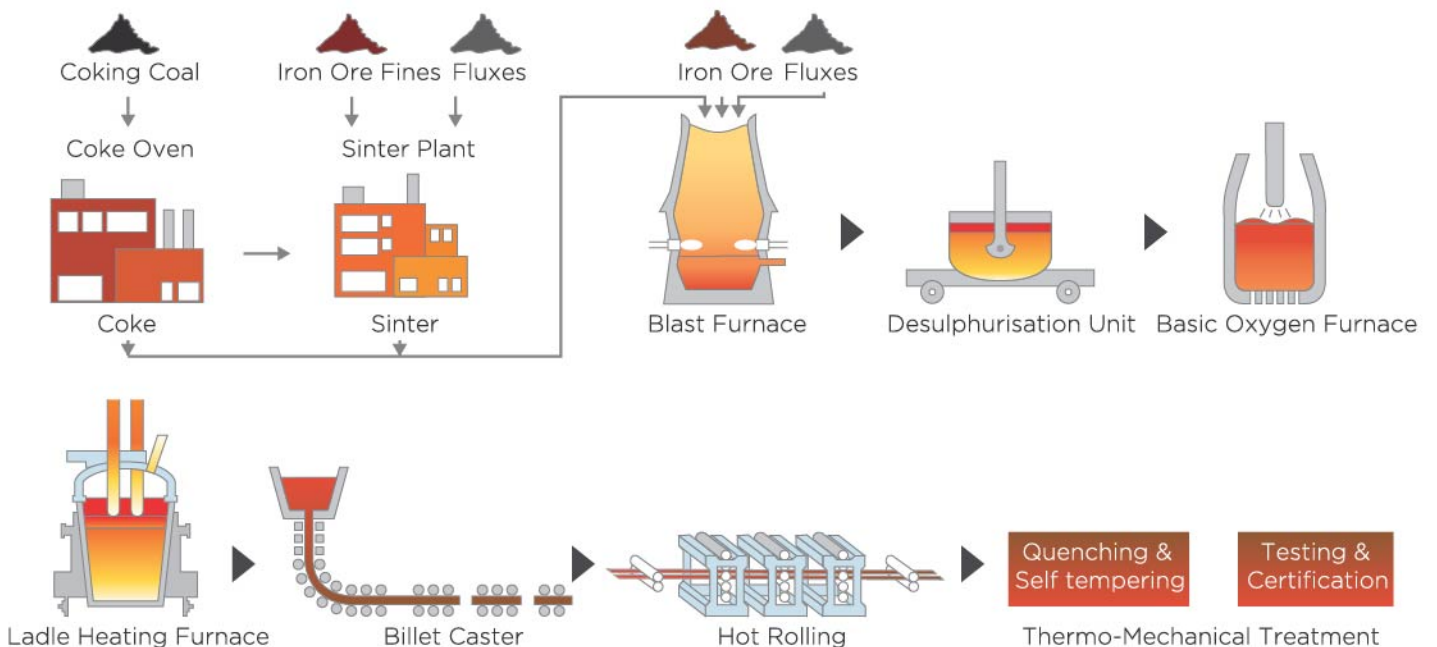 Coking Coal
Iron Ore Fines
Fluxes
Iron Ore
Fluxes
Coke Oven
Sinter Plant
Coke
Sinter
Blast Furnace
Desulphurisation Unit
Basic Oxygen Furnace
Quenching &
Self tempering
Testing &
Certification
Ladle Heating Furnace
Billet Caster
Hot Rolling
Thermo-Mechanical Treatment